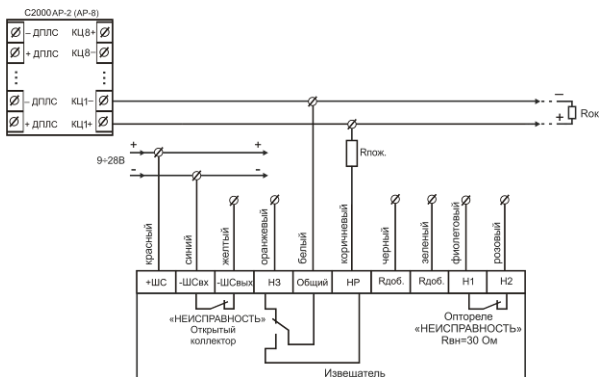 С2000 АР-2 (АР-8)
– ДПЛС КЦ8+
+ ДПЛС КЦ8–
– ДПЛС КЦ1–
+ ДПЛС КЦ1+
–
+
Rок
+ +
9÷28В
- -
Rпож.
красный
синий
желтый
оранжевый
белый
коричневый
черный
зеленый
фиолетовый
розовый
+ШС -ШСвх -ШСвых НЗ Общий НР Rдоб. Rдоб. Н1 Н2
«НЕИСПРАВНОСТЬ»
Открытый
коллектор
Оптореле
«НЕИСПРАВНОСТЬ»
Rвн=30 Ом
Извещатель